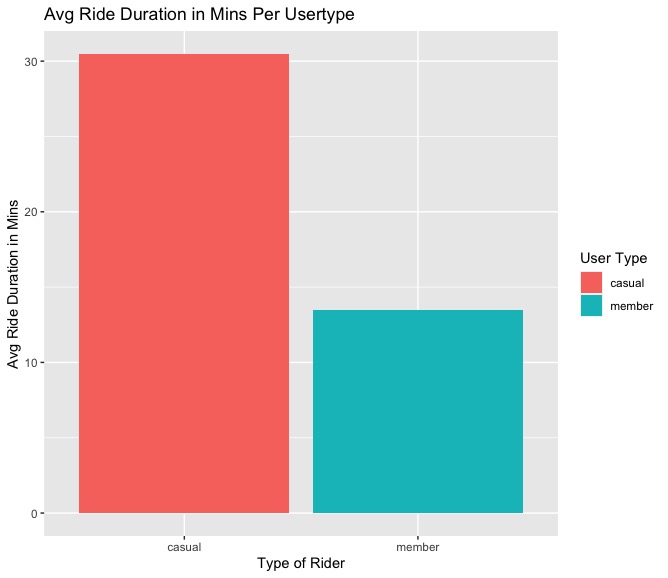 Avg Ride Duration in Mins Per Usertype
Avg Ride Duration in Mins
30
20
10
0
casual
member
Type of Rider
User Type
casual
member